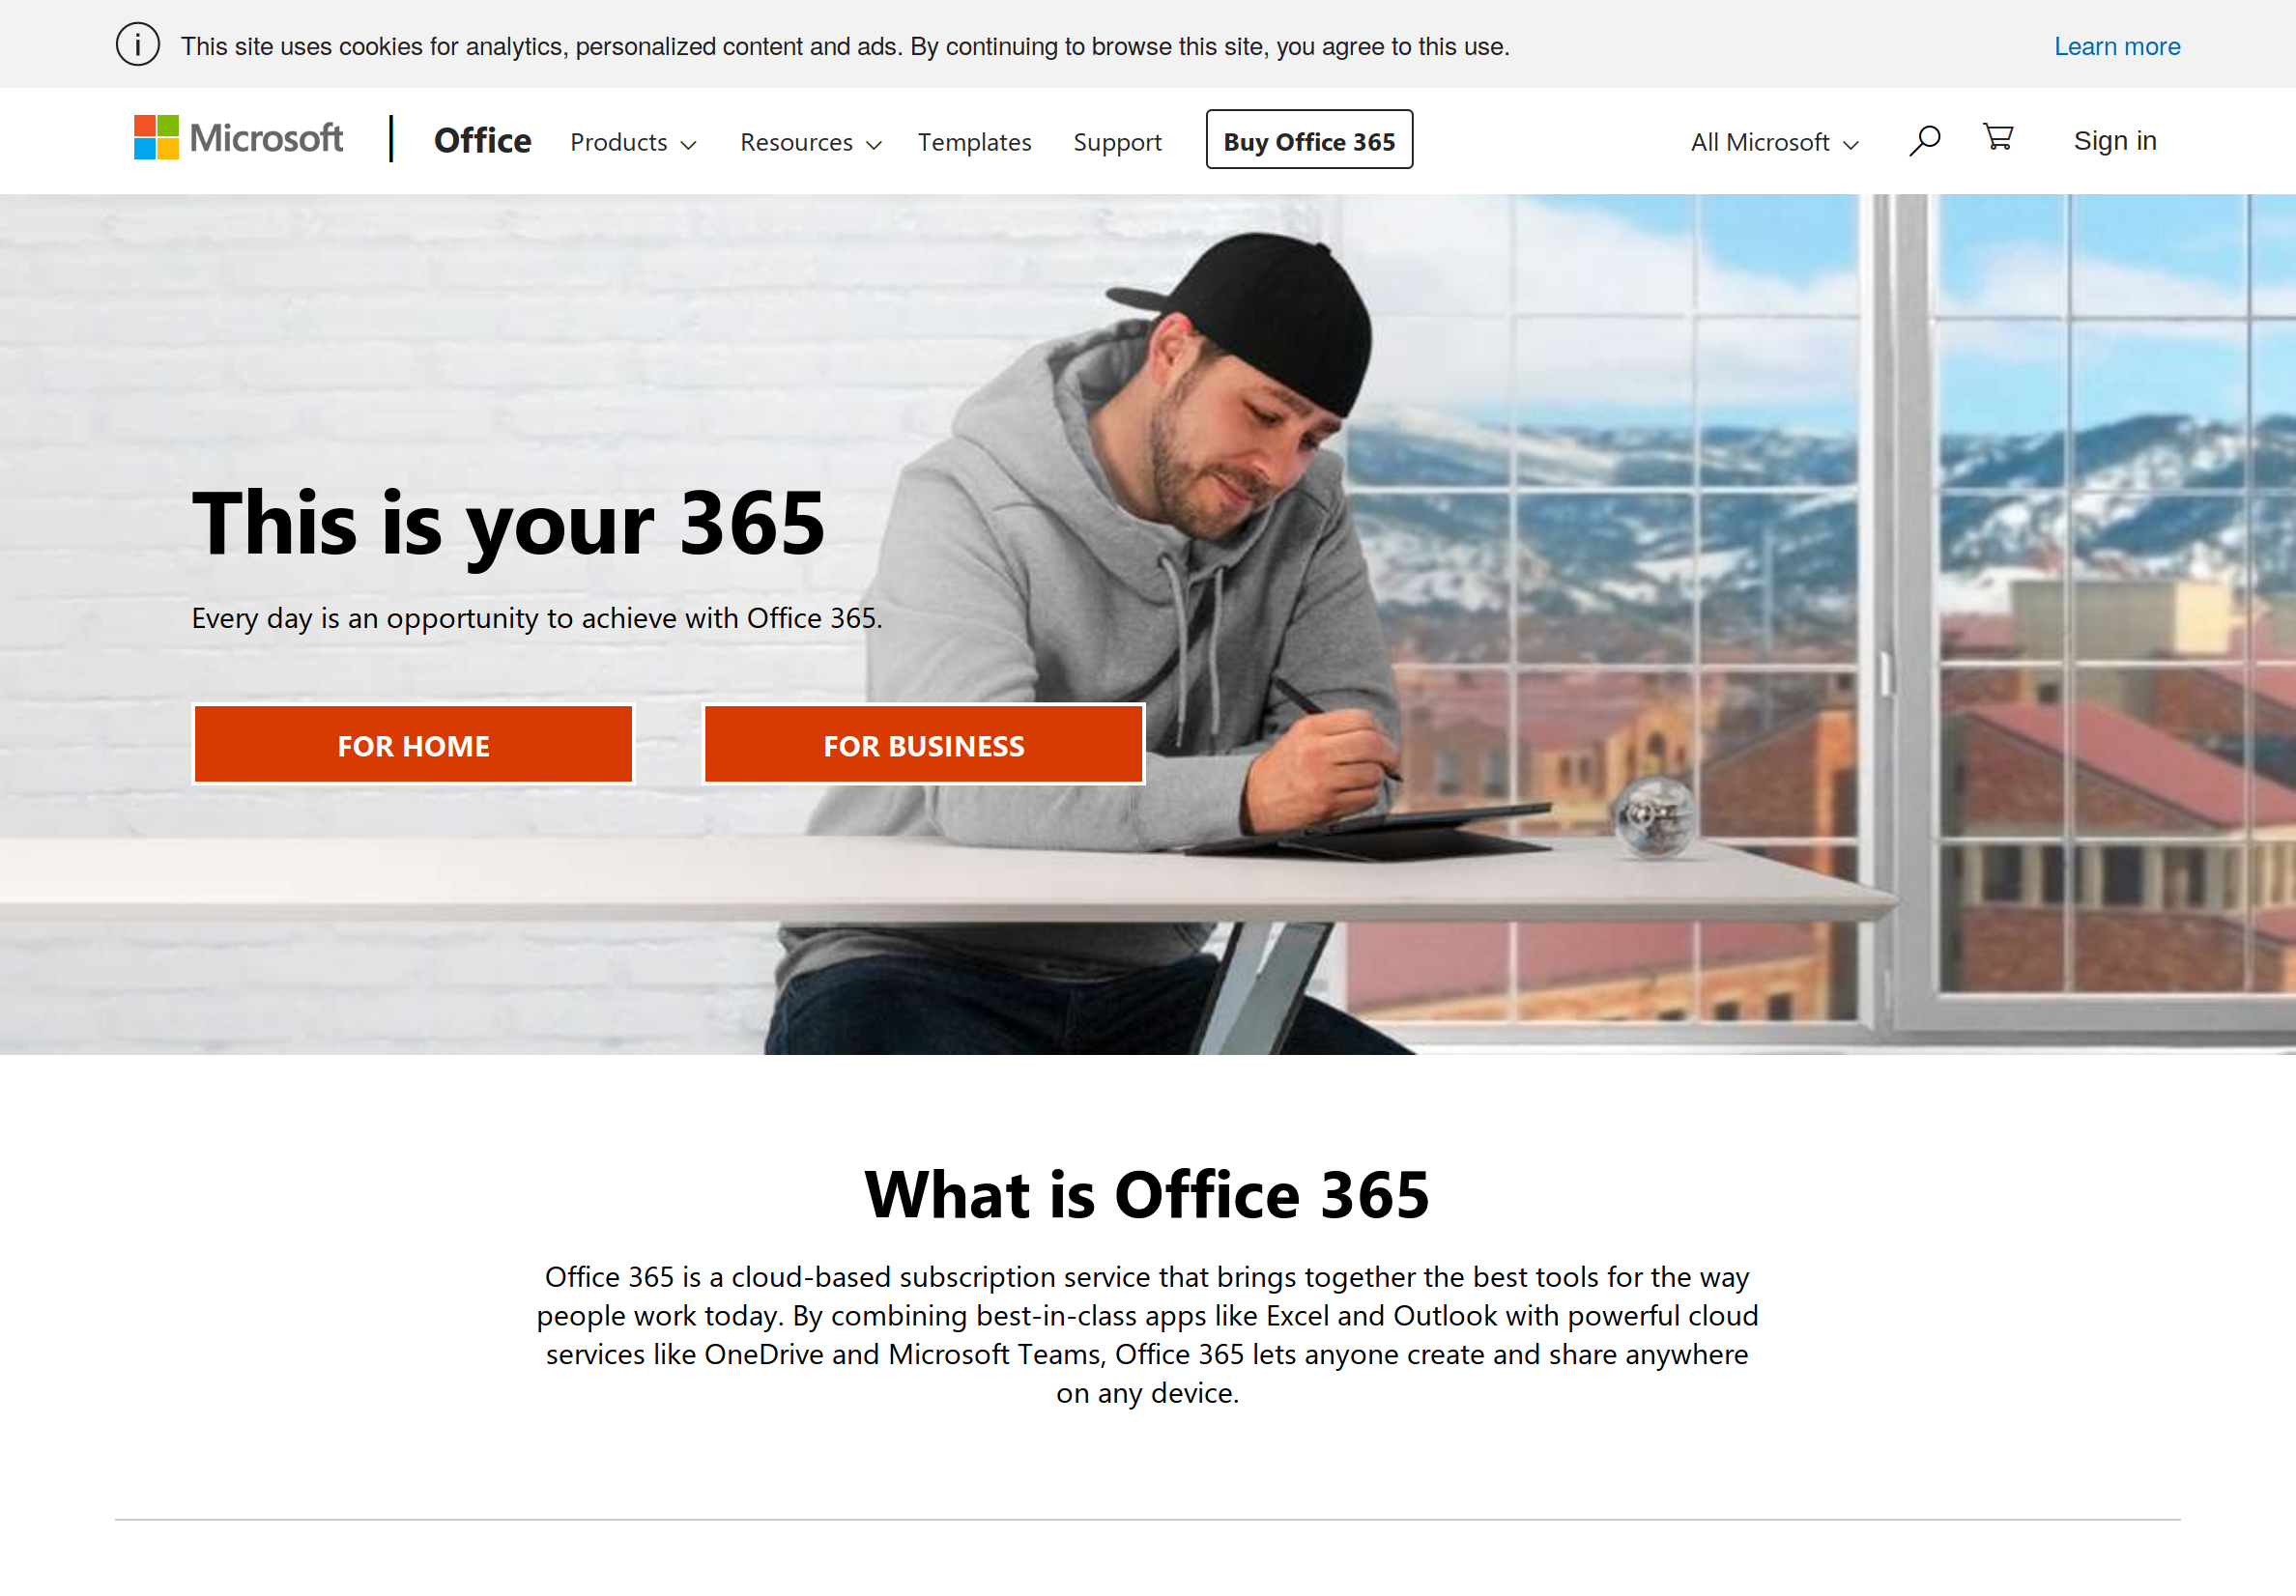 This site uses cookies for analytics, personalized content and ads. By continuing to browse this site, you agree to this use.
Learn more
Microsoft
Office
Products
Resources
Templates
Support
Buy Office 365
All Microsoft
Sign in
This is your 365
Every day is an opportunity to achieve with Office 365.
FOR HOME
FOR BUSINESS
What is Office 365
Office 365 is a cloud-based subscription service that brings together the best tools for the way
people work today. By combining best-in-class apps like Excel and Outlook with powerful cloud
services like OneDrive and Microsoft Teams, Office 365 lets anyone create and share anywhere
on any device.